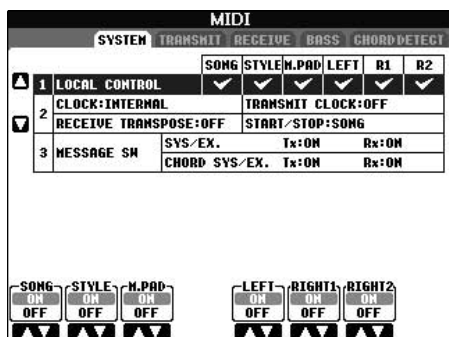 MIDI
SYSTEM TRANSMIT RECEIVE BASS CHORD DETECT
SONG STYLE M.PAD LEFT R1 R2
1 LOCAL CONTROL
2 CLOCK:INTERNAL TRANSMIT CLOCK:OFF
RECEIVE TRANSPOSE:OFF START/STOP:SONG
3 MESSAGE SW SYS/EX. Tx:ON Rx:ON
CHORD SYS/EX. Tx:ON Rx:ON
SONG STYLE M.PAD LEFT RIGHT1 RIGHT2
ON ON ON ON ON ON
OFF OFF OFF OFF OFF OFF